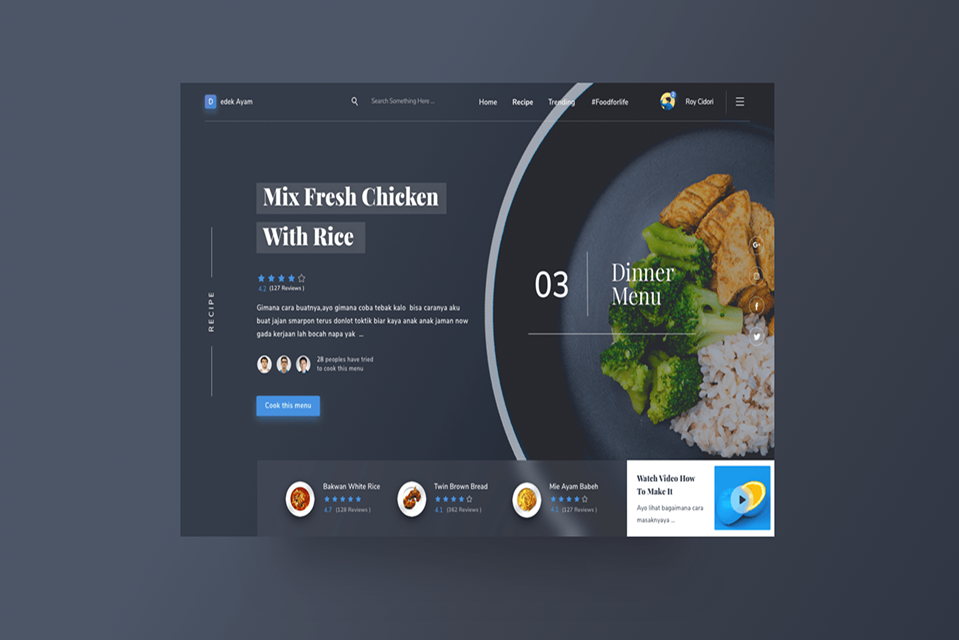 D edek Ayam
Search Something Here ...
Home
Recipe
Trending
#Foodforlife
2
Roy Cidori
RECIPE
Mix Fresh Chicken
With Rice
4.2 (127 Reviews )
Gimana cara buatnya,ayo gimana coba tebak kalo bisa caranya aku
buat jajan smarpon terus donlot toktik biar kaya anak anak jaman now
gada kerjaan lah bocah napa yak ...
28 peoples have tried
to cook this menu
Cook this menu
03
Dinner
Menu
G+
f
Bakwan White Rice
4.7 (128 Reviews )
Twin Brown Bread
4.1 (362 Reviews )
Mie Ayam Babeh
(127 Reviews )
Watch Video How
To Make It
Ayo lihat bagaimana cara
masaknyaya ...